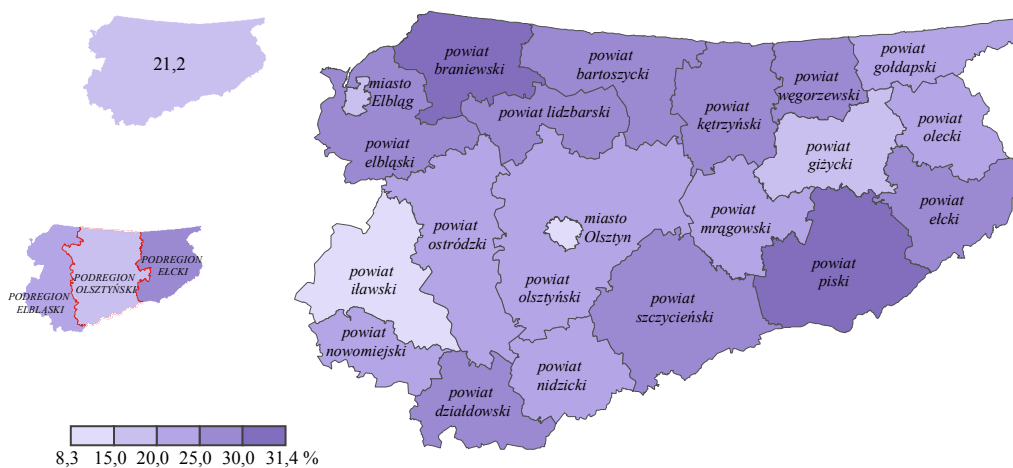 21,2
powiat
braniewski
powiat
bartoszycki
powiat
gołdapski
miasto
Elbląg
powiat
węgorzewski
powiat lidzbarski
powiat
kętrzyński
powiat
olecki
powiat
elbląski
powiat
giżycki
powiat
ełcki
powiat
mrągowski
miasto
Olsztyn
powiat
ostródzki
powiat
iławski
powiat
olsztyński
powiat
szczycieński
powiat
piski
powiat
nowomiejski
powiat
nidzicki
powiat
działdowski
PODREGION
EŁCKI
PODREGION
OLSZTYŃSKI
PODREGION
ELBLĄSKI
8,3 15,0 20,0 25,0 30,0 31,4 %